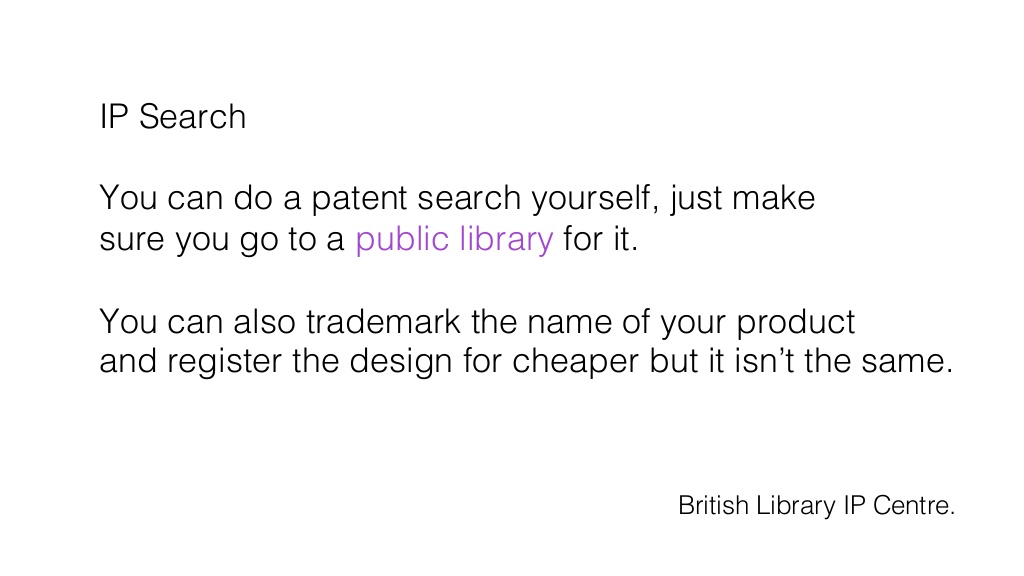 IP Search
You can do a patent search yourself, just make
sure you go to a public library for it.
You can also trademark the name of your product
and register the design for cheaper but it isn’t the same.
British Library IP Centre.